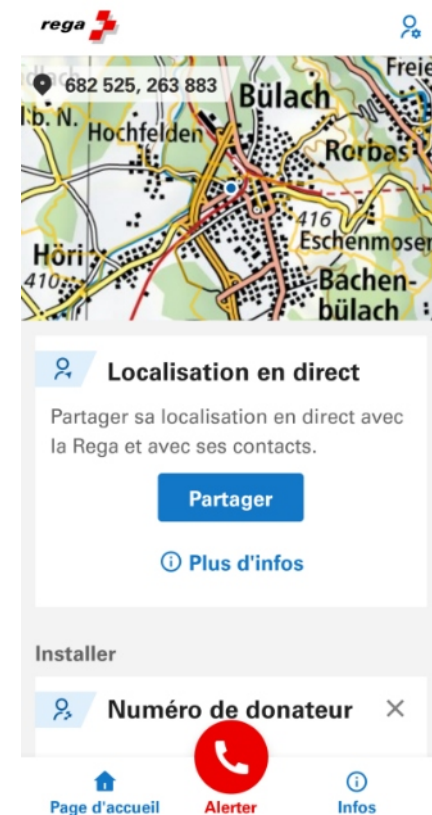 rega
682 525, 263 883
Freie
Bülach
b. N.
Hochfelden
Rorbas
416
Höri
Eschenmoser
410
Bachen-
bülach
Localisation en direct
Partager sa localisation en direct avec
la Rega et avec ses contacts.
Partager
Plus d'infos
Installer
Numéro de donateur
Page d'accueil
Alerter
Infos